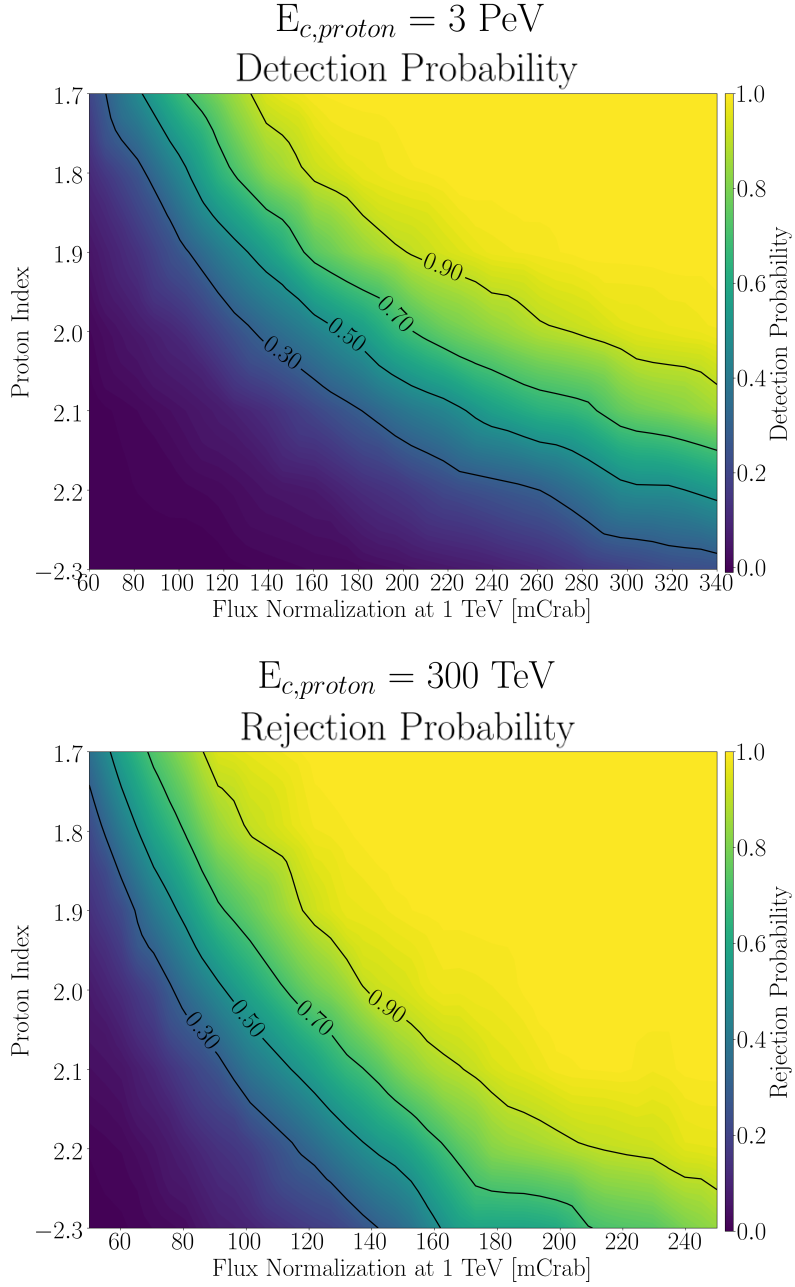 E_c,proton = 3 PeV
Detection Probability
1.7
1.8
1.9
2.0
2.1
2.2
−2.3
Proton Index
0.90
0.70
0.50
0.30
60 80 100 120 140 160 180 200 220 240 260 280 300 320 340
Flux Normalization at 1 TeV [mCrab]
1.0
0.8
0.6
0.4
0.2
0.0
Detection Probability
E_c,proton = 300 TeV
Rejection Probability
1.7
1.8
1.9
2.0
2.1
2.2
−2.3
Proton Index
0.90
0.70
0.50
0.30
60 80 100 120 140 160 180 200 220 240
Flux Normalization at 1 TeV [mCrab]
1.0
0.8
0.6
0.4
0.2
0.0
Rejection Probability